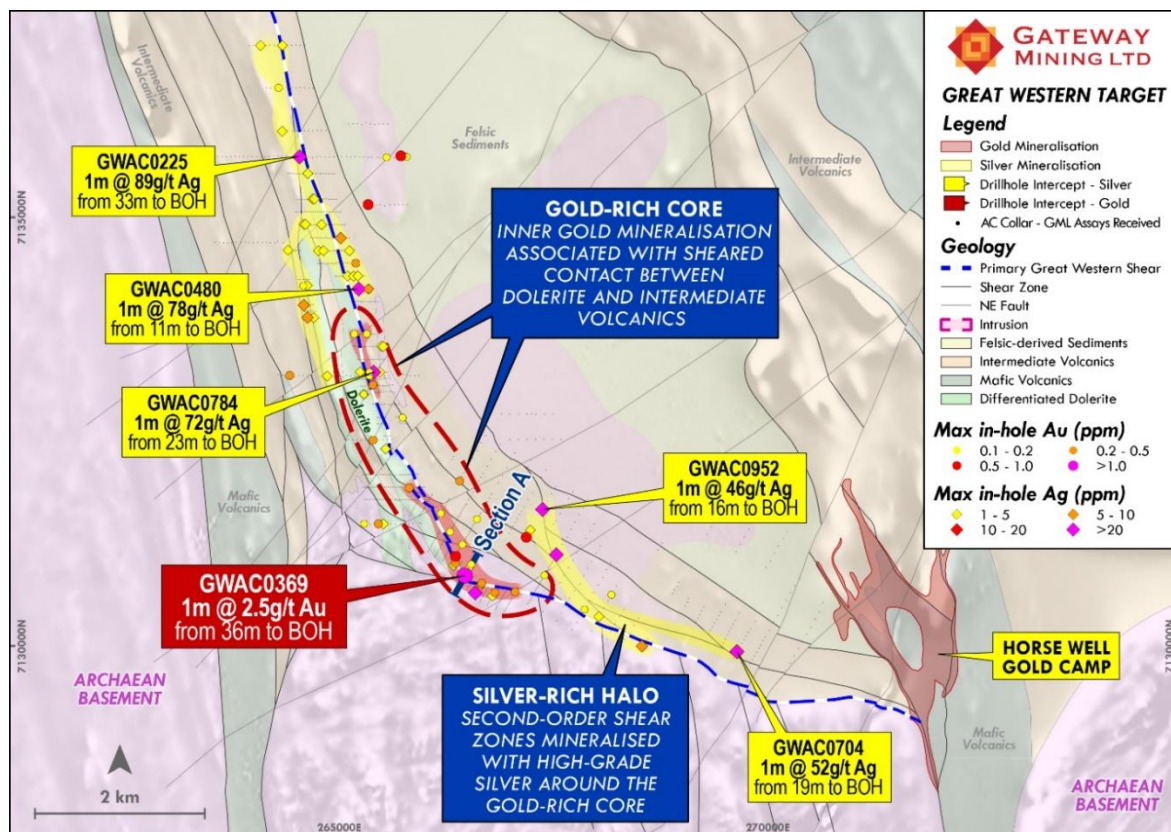 GATEWAY
MINING LTD
GREAT WESTERN TARGET
Legend
Gold Mineralisation
Silver Mineralisation
Drillhole Intercept - Silver
Drillhole Intercept - Gold
AC Collar - GML Assays Received
Geology
Primary Great Western Shear
Shear Zone
NE Fault
Intrusion
Felsic-derived Sediments
Intermediate Volcanics
Mafic Volcanics
Differentiated Dolerite
Max in-hole Au (ppm)
0.1 - 0.2
0.2 - 0.5
0.5 - 1.0
>1.0
Max in-hole Ag (ppm)
1 - 5
5 - 10
10 - 20
>20
Intermediate
Volcanics
Felsic
Sediments
Intermediate
Volcanics
GWAC0225
1m @ 89g/t Ag
from 33m to BOH
7135000N
GOLD-RICH CORE
INNER GOLD MINERALISATION
ASSOCIATED WITH SHEARED
CONTACT BETWEEN
DOLERITE AND INTERMEDIATE
VOLCANICS
GWAC0480
1m @ 78g/t Ag
from 11m to BOH
GWAC0784
1m @ 72g/t Ag
from 23m to BOH
Dolerite
Mafic
Volcanics
GWAC0952
1m @ 46g/t Ag
from 16m to BOH
Section A
GWAC0369
1m @ 2.5g/t Au
from 36m to BOH
7130000N
7130000N
HORSE WELL
GOLD CAMP
ARCHAEAN
BASEMENT
SILVER-RICH HALO
SECOND-ORDER SHEAR
ZONES MINERALISED
WITH HIGH-GRADE
SILVER AROUND THE
GOLD-RICH CORE
GWAC0704
1m @ 52g/t Ag
from 19m to BOH
Mafic
Volcanics
ARCHAEAN
BASEMENT
2 km
265000E
270000E